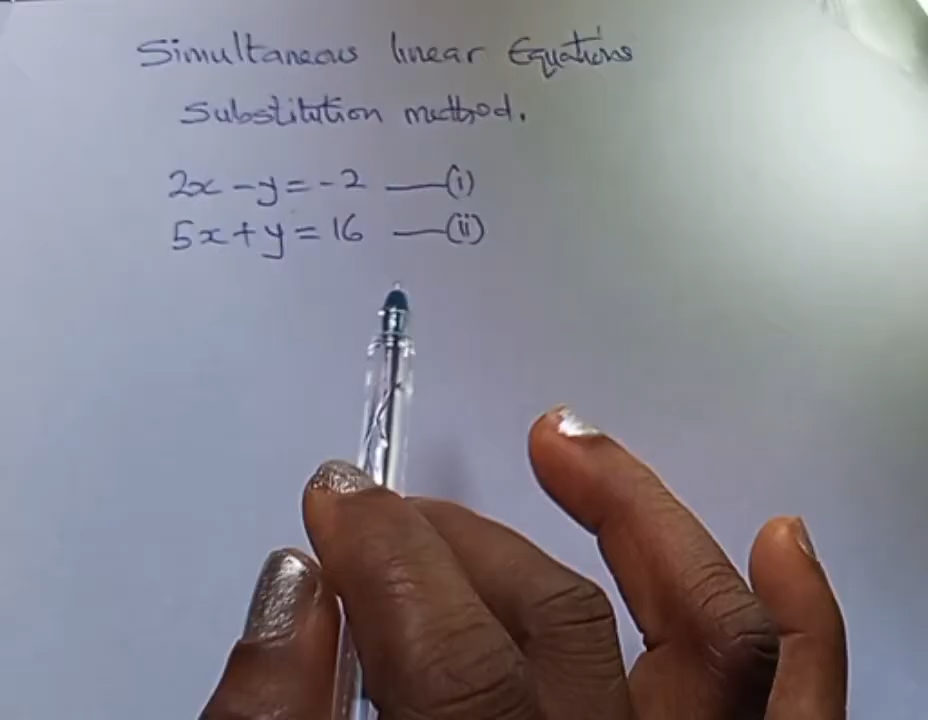 Simultaneous linear Equations
Substitution method.
2x - y = -2 —(i)
5x + y = 16 —(ii)